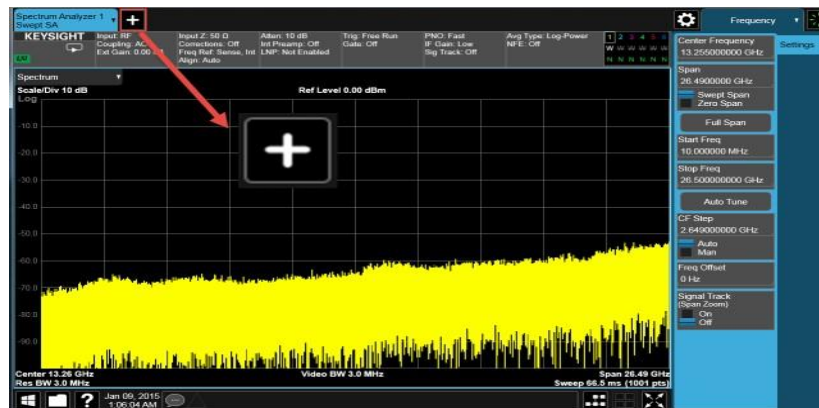 Spectrum Analyzer 1
Swept SA
Frequency
KEYSIGHT
Input: RF
Coupling: AC
Ext Gain: 0.00
Input Z: 50 Ω
Corrections: Off
Freq Ref: Sense, Int
Align: Auto
Atten: 10 dB
Int Preamp: Off
LNP: Not Enabled
Trig: Free Run
Gate: Off
PNO: Fast
IF Gain: Low
Sig Track: Off
Avg Type: Log-Power
NFE: Off
1 2 3 4 5 6
W W W W W W
N N N N N N
Center Frequency
13.255000000 GHz
Settings
Span
26.4900000 GHz
Swept Span
Zero Span
Full Span
Start Freq
10.000000 MHz
Stop Freq
26.500000000 GHz
Auto Tune
CF Step
2.649000000 GHz
Auto
Man
Freq Offset
0 Hz
Signal Track
(Span Zoom)
On
Off
Spectrum
Scale/Div 10 dB
Ref Level 0.00 dBm
Log
-10.0
-20.0
-30.0
-40.0
-50.0
-60.0
-70.0
-80.0
-90.0
Center 13.26 GHz
Video BW 3.0 MHz
Span 26.49 GHz
Res BW 3.0 MHz
Sweep 66.5 ms (1001 pts)
?
Jan 09, 2015
1:06:04 AM